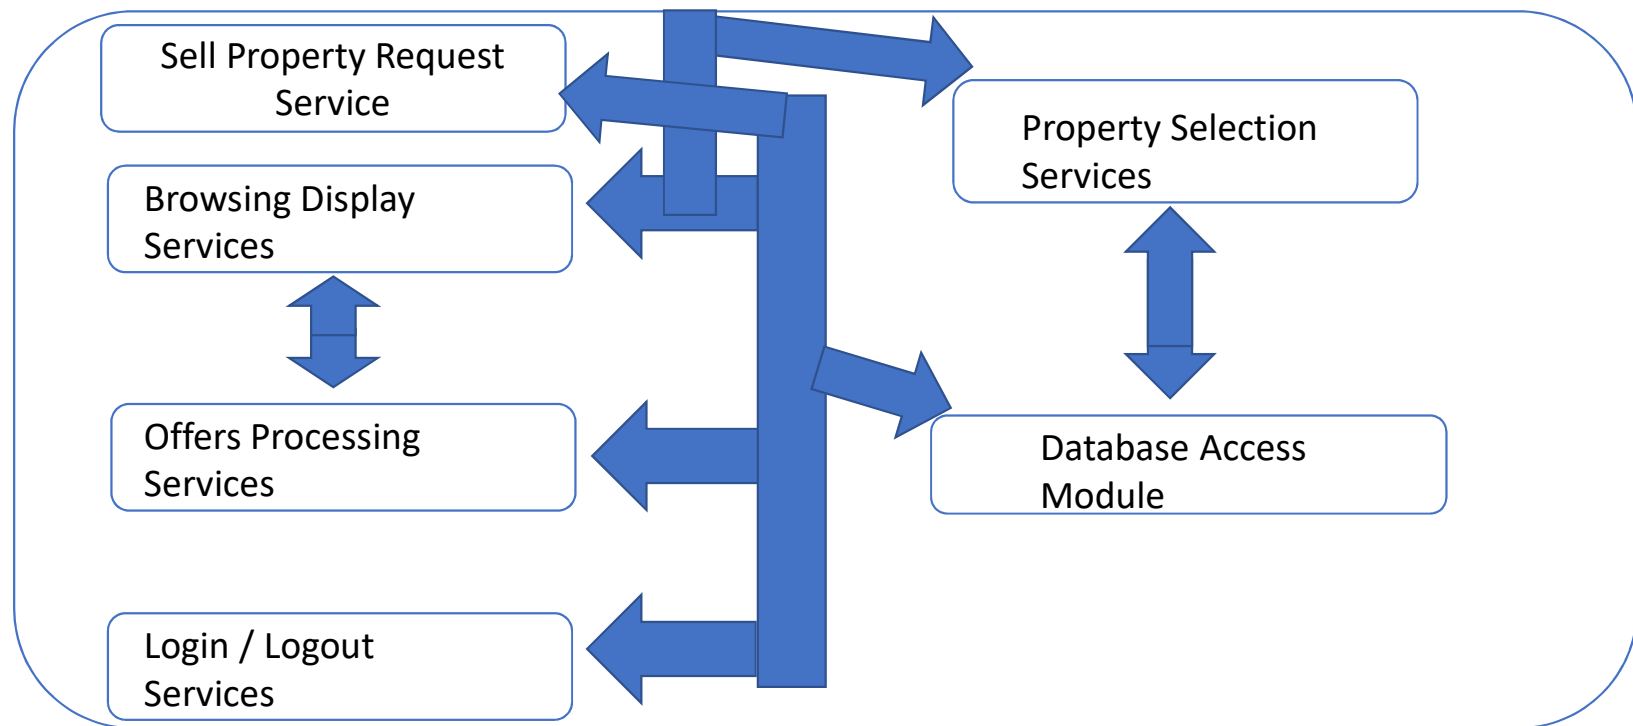 Sell Property Request
Service
Property Selection
Services
Browsing Display
Services
Offers Processing
Services
Database Access
Module
Login / Logout
Services